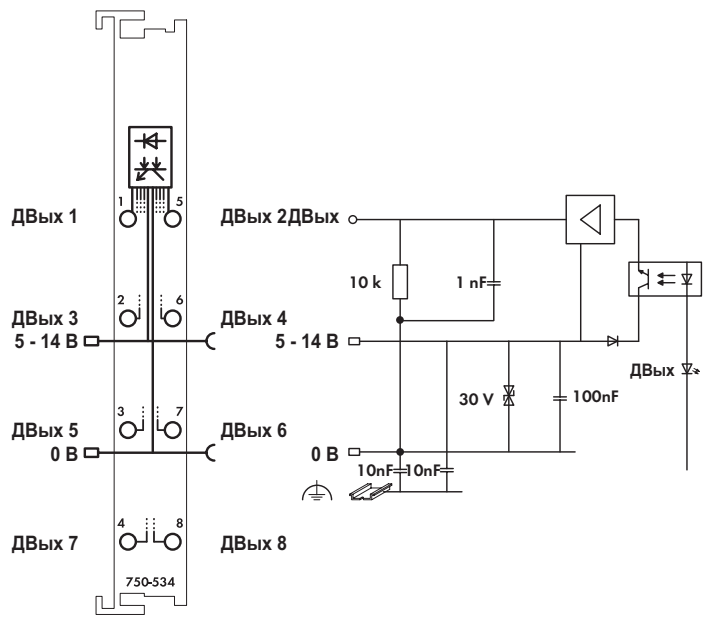 1
5
ДВых 1
ДВых 2
ДВых
10 k
1 nF
2
6
ДВых 3
ДВых 4
5 - 14 В
5 - 14 В
ДВых
30 V
100nF
3
7
ДВых 5
ДВых 6
0 В
0 В
10nF
10nF
4
8
ДВых 7
ДВых 8
750-534